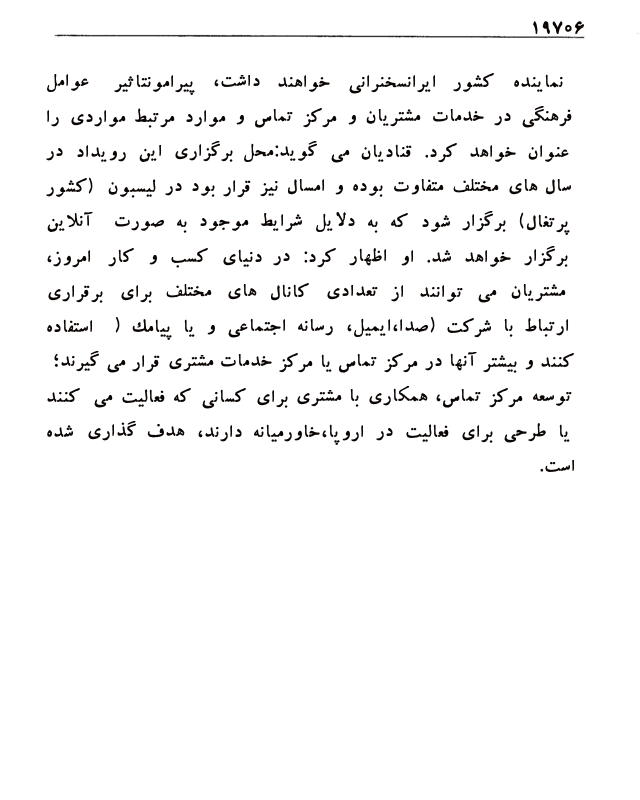 ۱۹۷۰۶
نماینده کشور ایرانسخنرانی خواهند داشت، پیرامونتاثیر عوامل
فرهنگی در خدمات مشتریان و مرکز تماس و موارد مرتبط مواردی را
عنوان خواهد کرد. قنادیان می گوید:محل برگزاری این رویداد در
سال های مختلف متفاوت بوده و امسال نیز قرار بود در لیسبون (کشور
پرتغال) برگزار شود که به دلایل شرایط موجود به صورت آنلاین
برگزار خواهد شد. او اظهار کرد: در دنیای کسب و کار امروز،
مشتریان می توانند از تعدادی کانال های مختلف برای برقراری
ارتباط با شرکت (صدا،ایمیل، رسانه اجتماعی و یا پیامك ( استفاده
کنند و بیشتر آنها در مرکز تماس یا مرکز خدمات مشتری قرار می گیرند؛
توسعه مرکز تماس، همکاری با مشتری برای کسانی که فعالیت می کنند
یا طرحی برای فعالیت در اروپا،خاورمیانه دارند، هدف گذاری شده
است.